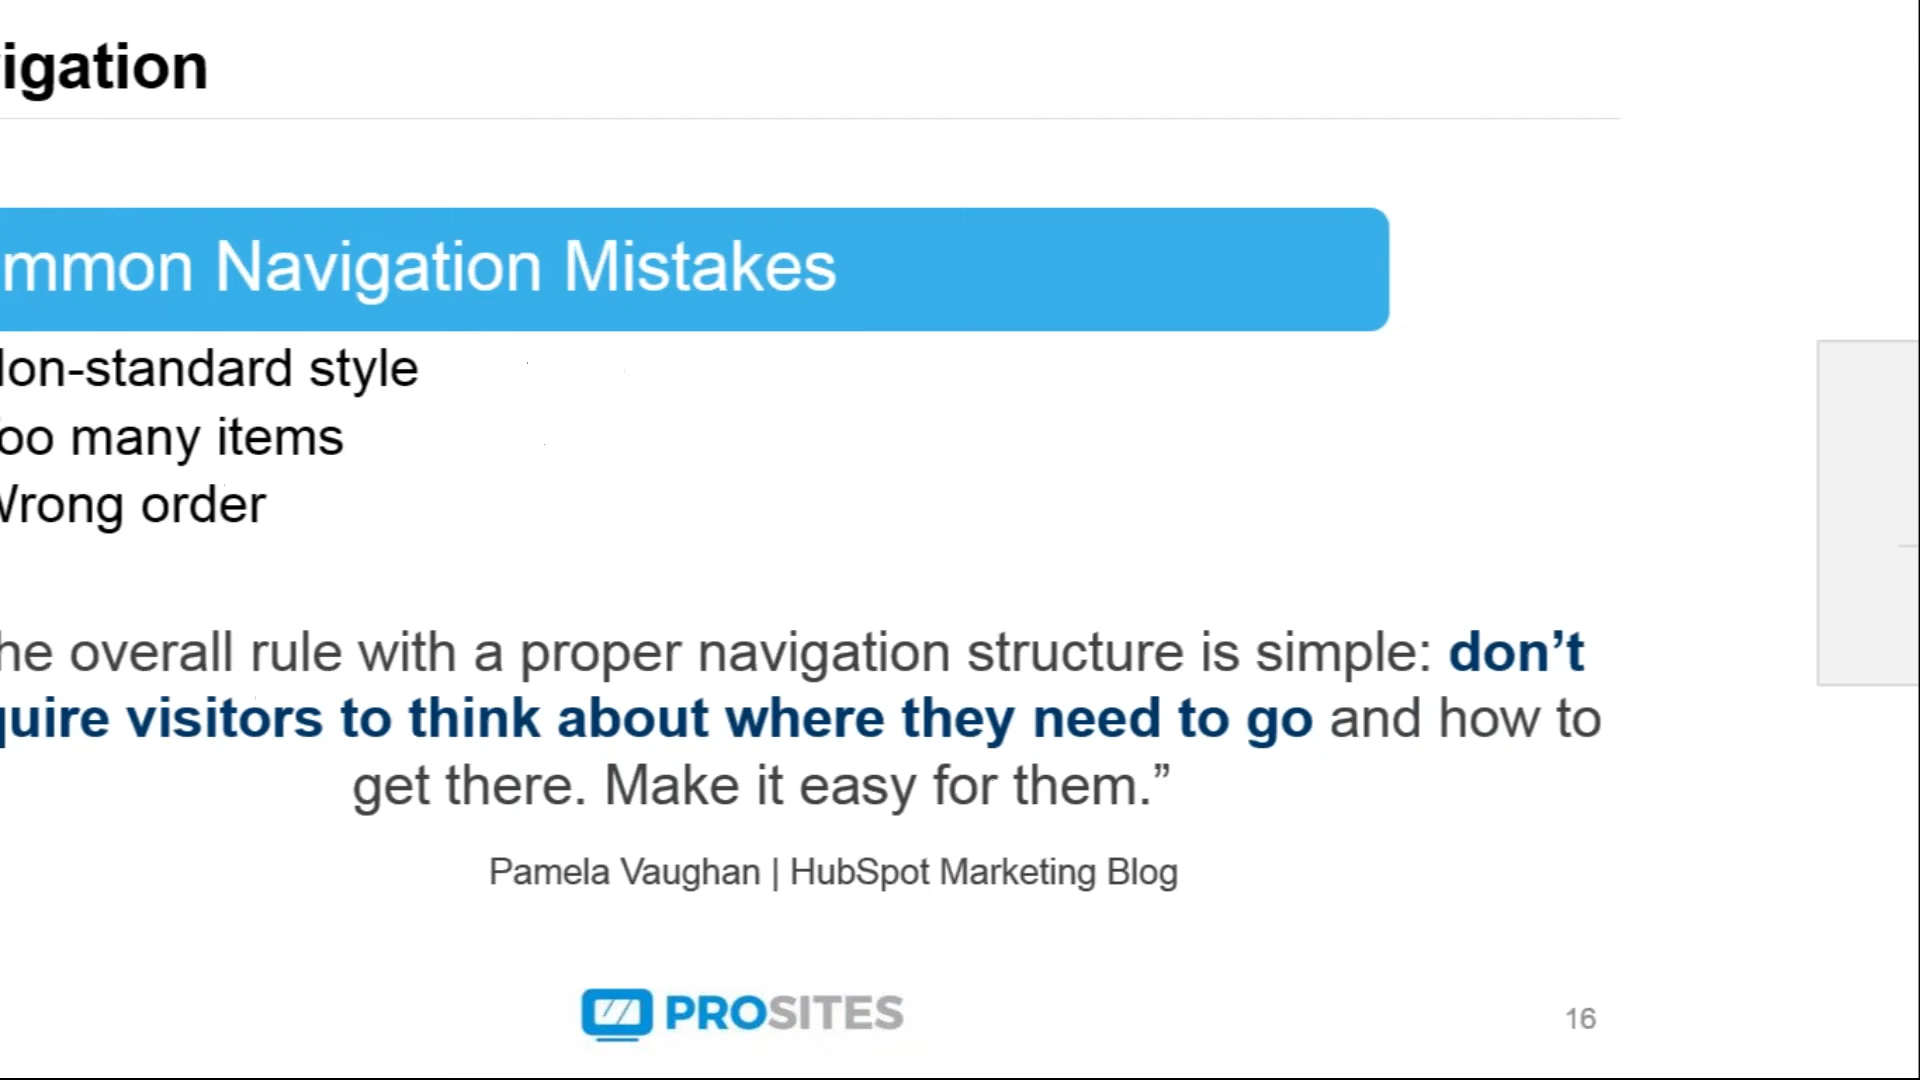 igation
mmon Navigation Mistakes
on-standard style
oo many items
Wrong order
he overall rule with a proper navigation structure is simple: don’t
quire visitors to think about where they need to go and how to
get there. Make it easy for them.”
Pamela Vaughan | HubSpot Marketing Blog
PROSITES
16